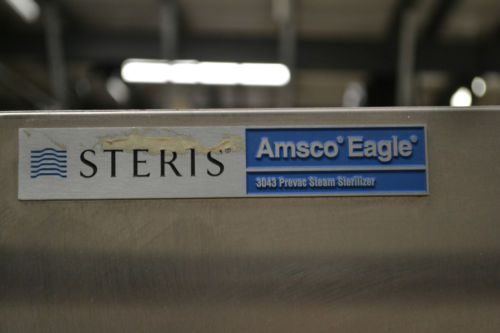 STERIS®
Amsco® Eagle®
3043 Prevac Steam Sterilizer